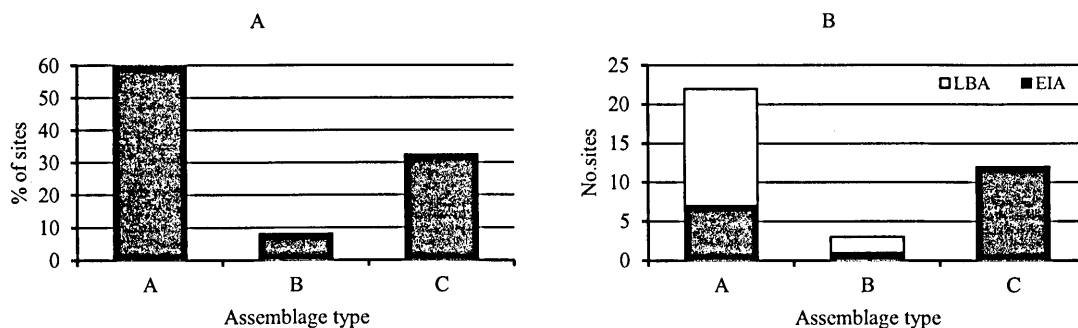 A
% of sites
60
50
40
30
20
10
0
A B C
Assemblage type
B
No.sites
25
20
15
10
5
0
LBA EIA
A B C
Assemblage type